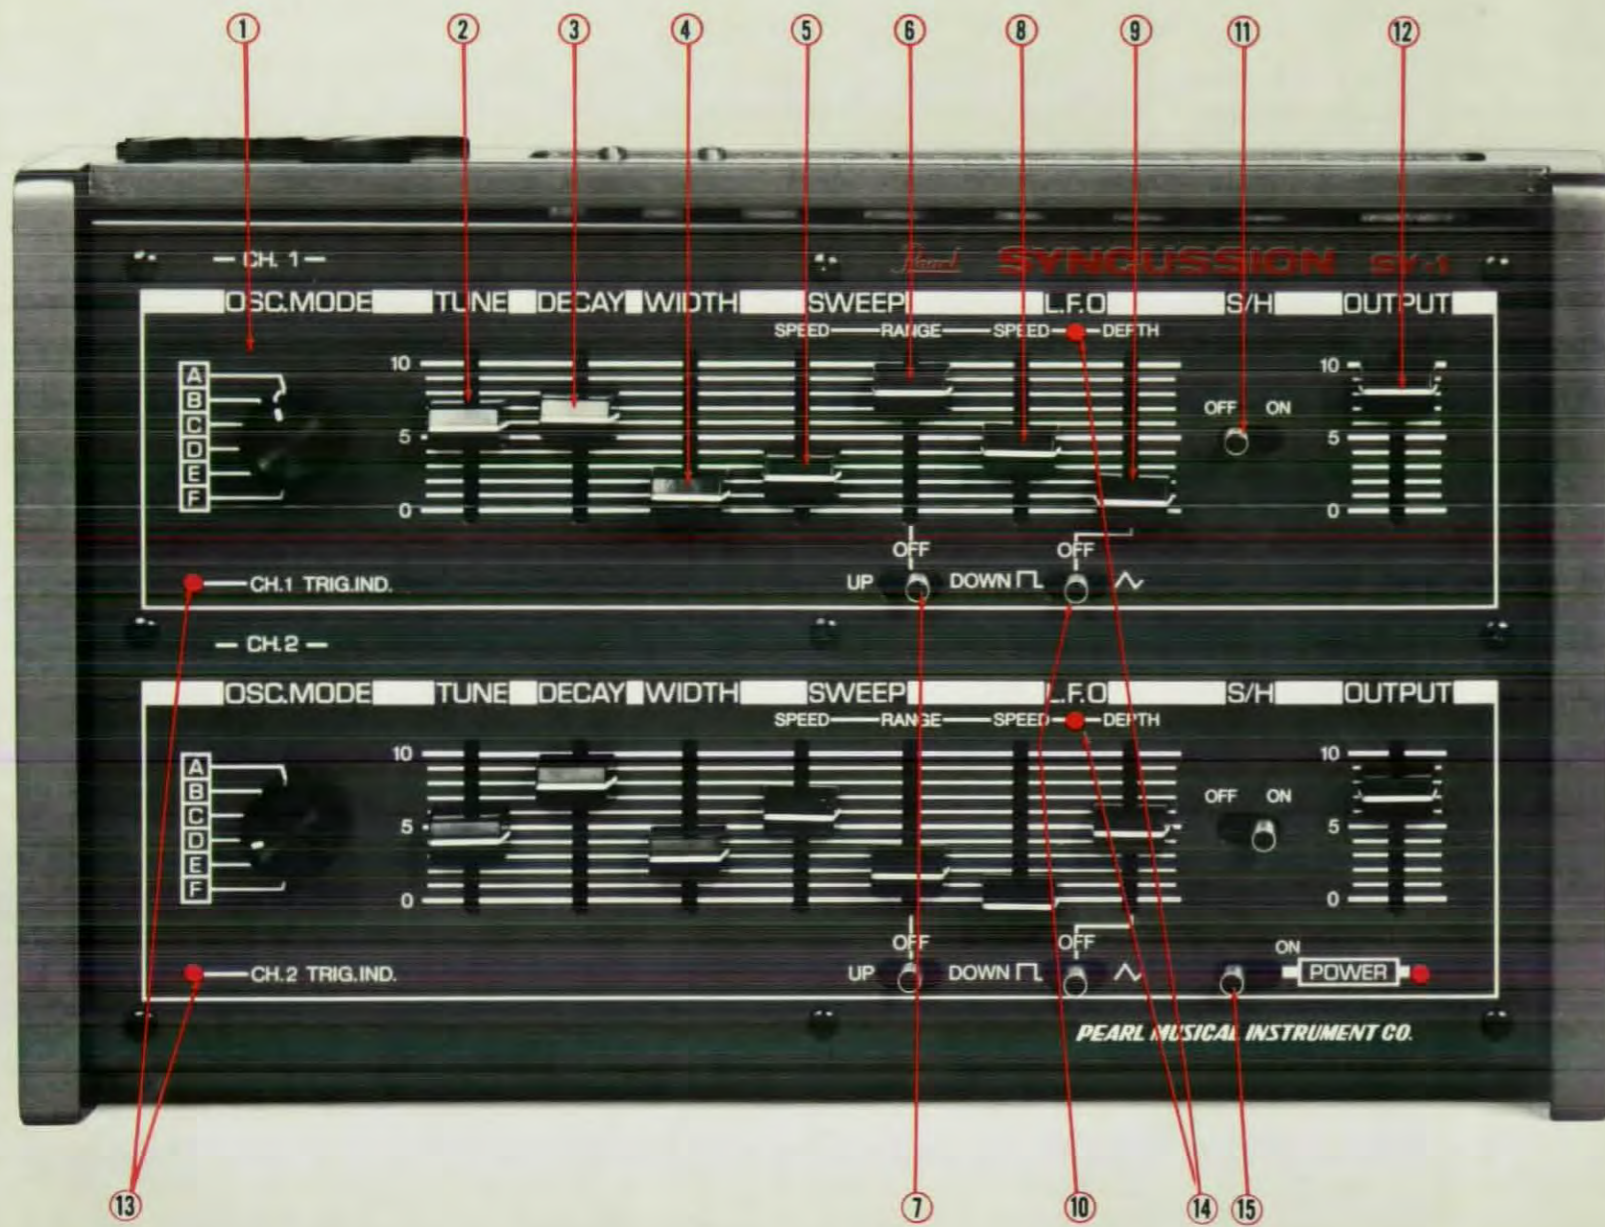 ① ② ③ ④ ⑤ ⑥ ⑧ ⑨ ⑪ ⑫
— CH. 1 —
Pearl SYNCUSSION SY-1
OSC.MODE TUNE DECAY WIDTH SWEEP L.F.O S/H OUTPUT
SPEED — RANGE — SPEED DEPTH
10 10
A
B
OFF ON
C
5 5
D
E
F
0 0
OFF OFF
CH.1 TRIG.IND. UP DOWN
— CH.2 —
OSC.MODE TUNE DECAY WIDTH SWEEP L.F.O S/H OUTPUT
SPEED — RANGE — SPEED DEPTH
10 10
A
B
OFF ON
C
5 5
D
E
F
0 0
OFF OFF ON
CH.2 TRIG.IND. UP DOWN POWER
PEARL MUSICAL INSTRUMENT CO.
⑬ ⑦ ⑩ ⑭ ⑮